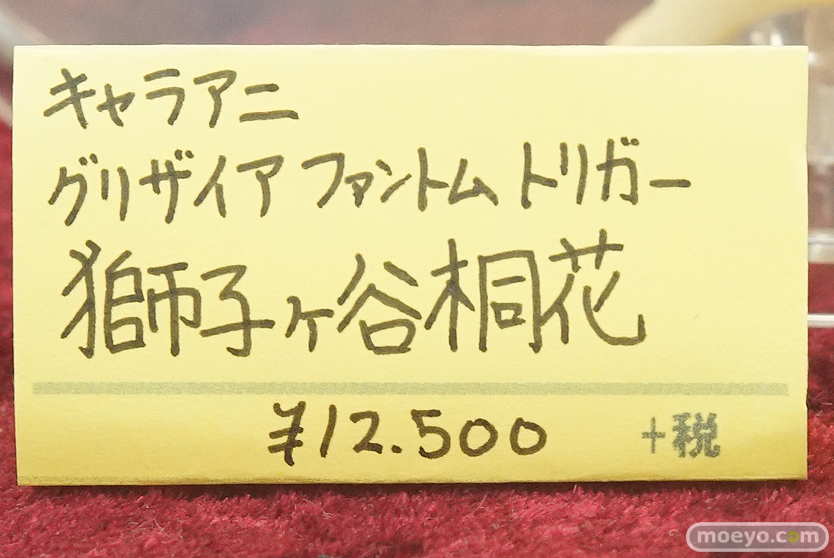 キャラアニ
グリザイア ファントム トリガー
獅子ヶ谷桐花
¥12.500 +税
moeyo.com